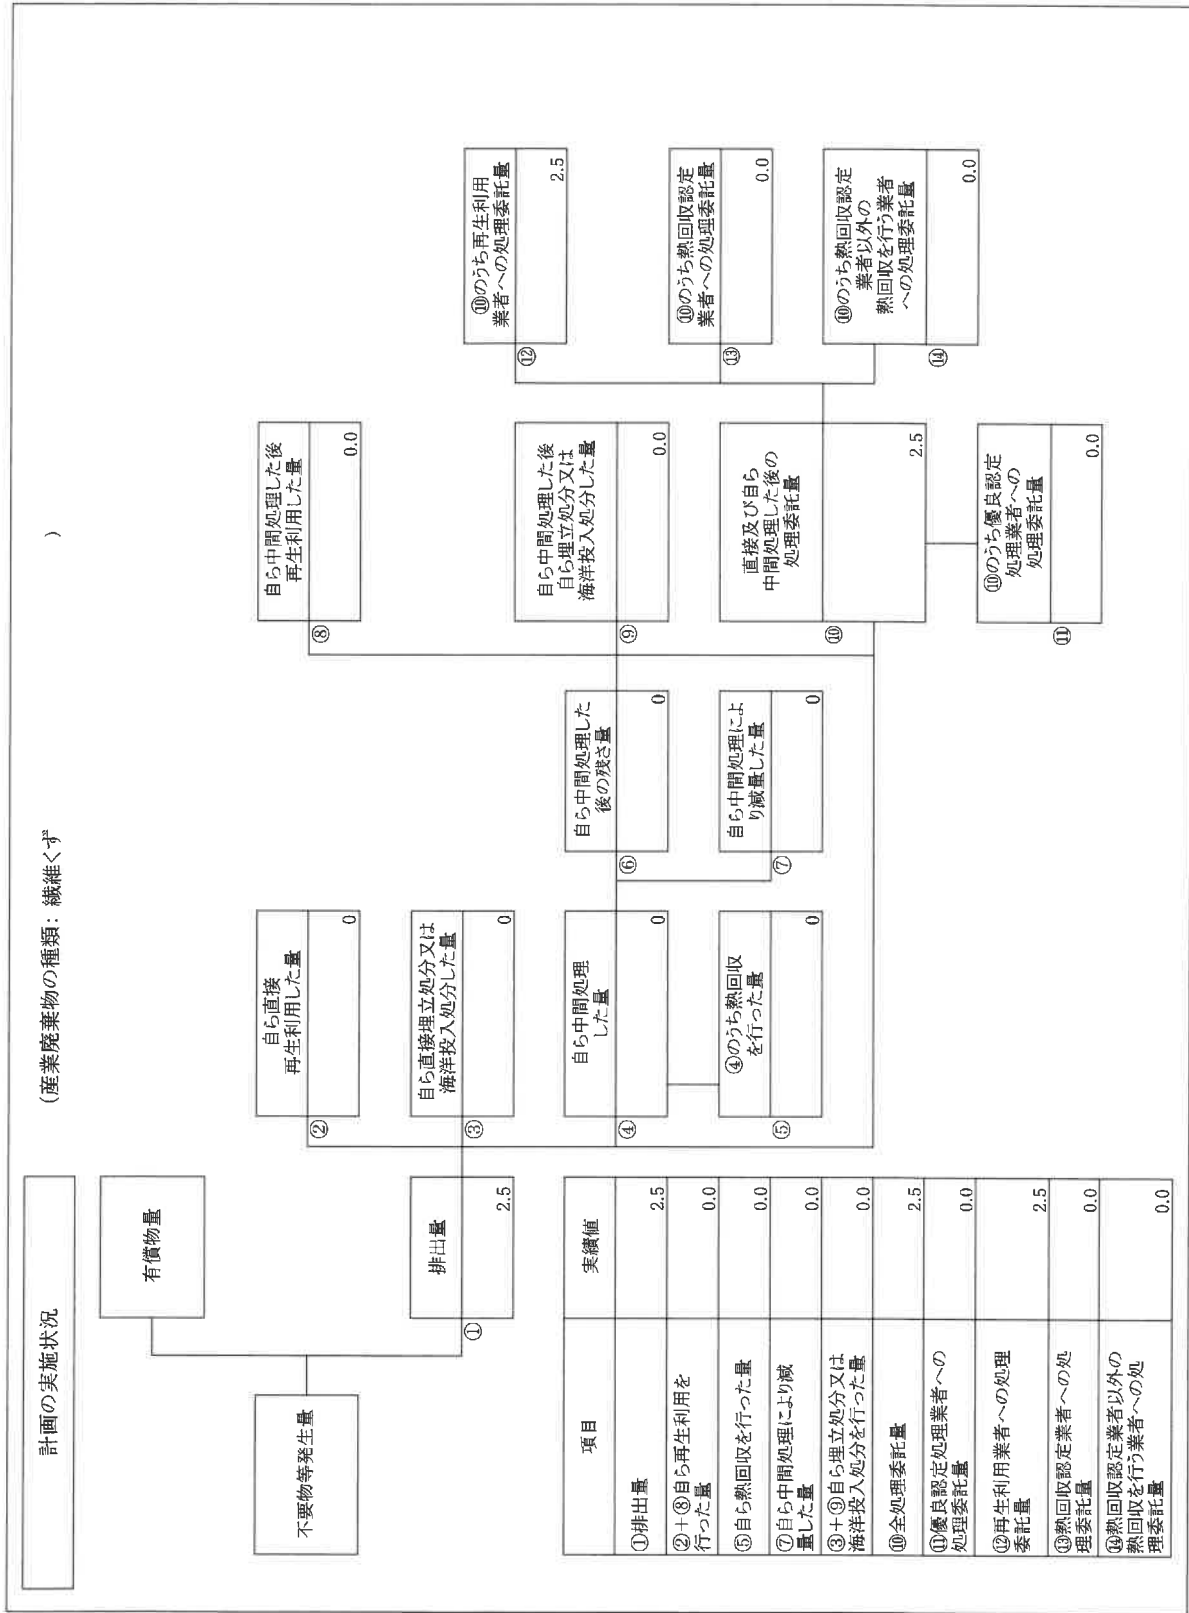 計画の実施状況
(産業廃棄物の種類: 繊維くず
)
不要物等発生量
有償物量
①
排出量
2.5
②
自ら直接
再生利用した量
0
③
自ら直接埋立処分又は
海洋投入処分した量
0
④
自ら中間処理
した量
0
⑤
④のうち熱回収
を行った量
0
⑥
自ら中間処理した
後の残さ量
0
⑦
自ら中間処理によ
り減量した量
0
⑧
自ら中間処理した後
再生利用した量
0.0
⑨
自ら中間処理した後
自ら埋立処分又は
海洋投入処分した量
0.0
⑩
直接及び自ら
中間処理した後の
処理委託量
2.5
⑪
⑩のうち優良認定
処理業者への
処理委託量
0.0
⑫
⑩のうち再生利用
業者への処理委託量
2.5
⑬
⑩のうち熱回収認定
業者への処理委託量
0.0
⑭
⑩のうち熱回収認定
業者以外の
熱回収を行う業者
への処理委託量
0.0
項目 実績値
①排出量 2.5
②+⑧自ら再生利用を
行った量 0.0
⑤自ら熱回収を行った量 0.0
⑦自ら中間処理により減
量した量 0.0
③+⑨自ら埋立処分又は
海洋投入処分を行った量 0.0
⑩全処理委託量 2.5
⑪優良認定処理業者への
処理委託量 0.0
⑫再生利用業者への処理
委託量 2.5
⑬熱回収認定業者への処
理委託量 0.0
⑭熱回収認定業者以外の
熱回収を行う業者への処
理委託量 0.0